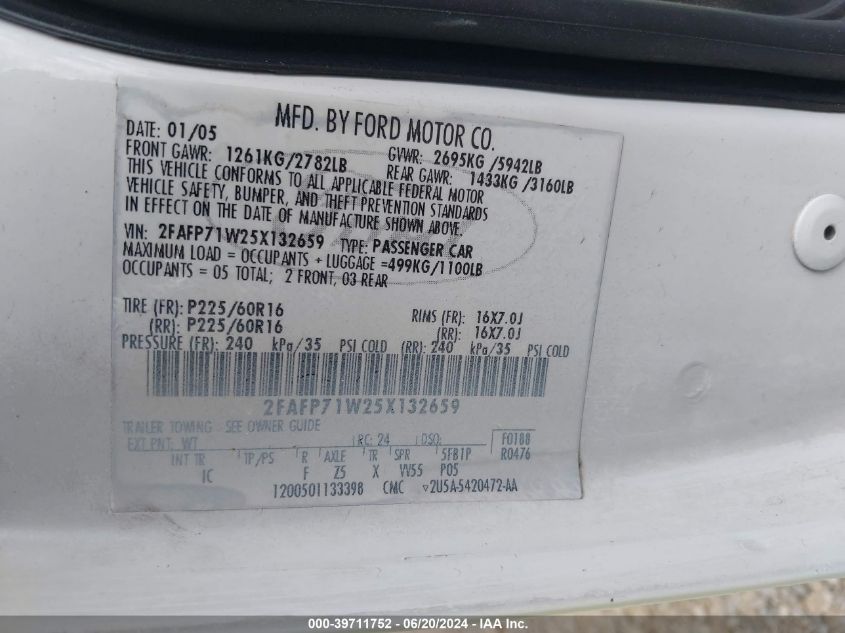 MFD. BY FORD MOTOR CO.
DATE: 01/05
GVWR: 2695KG /5942LB
FRONT GAWR: 1261KG/2782LB
REAR GAWR: 1433KG /3160LB
THIS VEHICLE CONFORMS TO ALL APPLICABLE FEDERAL MOTOR
VEHICLE SAFETY, BUMPER, AND THEFT PREVENTION STANDARDS
IN EFFECT ON THE DATE OF MANUFACTURE SHOWN ABOVE.
VIN: 2FAFP71W25X132659 TYPE: PASSENGER CAR
MAXIMUM LOAD = OCCUPANTS + LUGGAGE =499KG/1100LB
OCCUPANTS = 05 TOTAL; 2 FRONT, 03 REAR
TIRE (FR): P225/60R16 RIMS (FR): 16X7.0J
(RR): P225/60R16 (RR): 16X7.0J
PRESSURE (FR): 240 kPa/35 PSI COLD (RR): 240 kPa/35 PSI COLD
2FAFP71W25X132659
TRAILER TOWING SEE OWNER GUIDE
EXT PNT: WT RC: 24 DSO: F0188
INT TR TP/PS R AXLE TR SPR 5FB1P R0476
IC F Z5 X VV55 P05
1200501133398 CMC ▽2U5A-5420472-AA
000-39711752 - 06/20/2024 - IAA Inc.